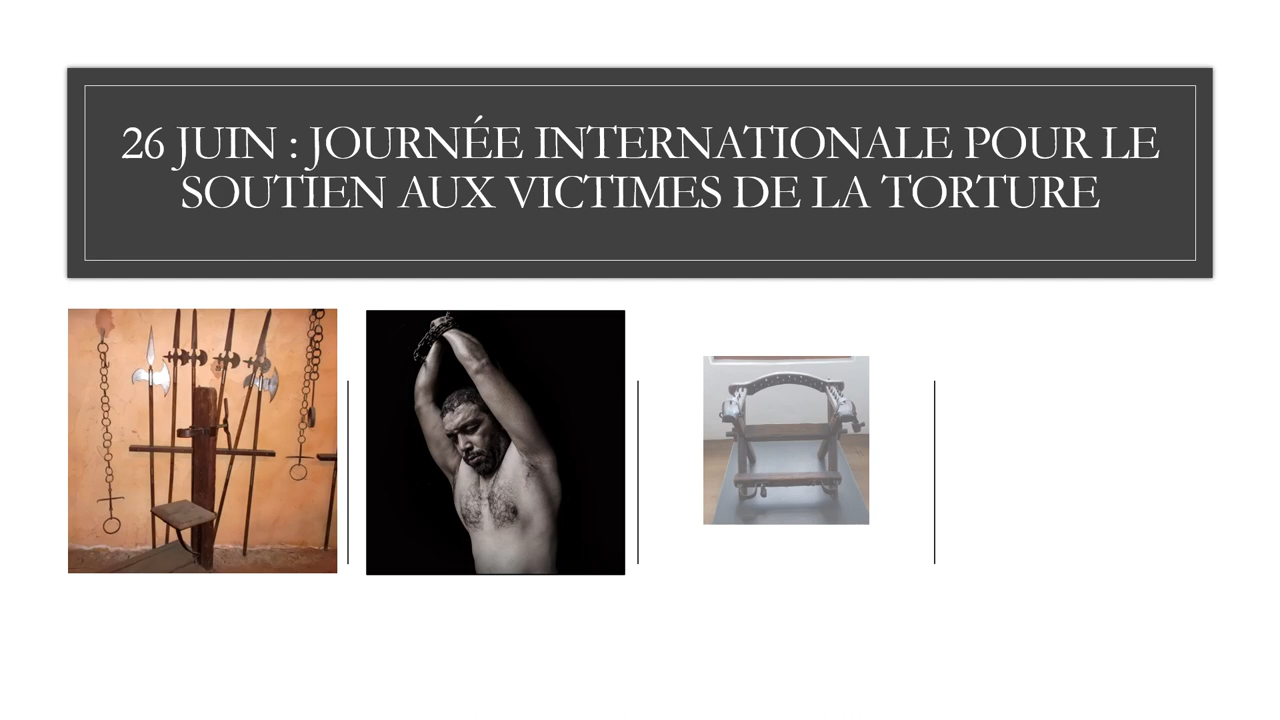 26 JUIN : JOURNÉE INTERNATIONALE POUR LE
SOUTIEN AUX VICTIMES DE LA TORTURE